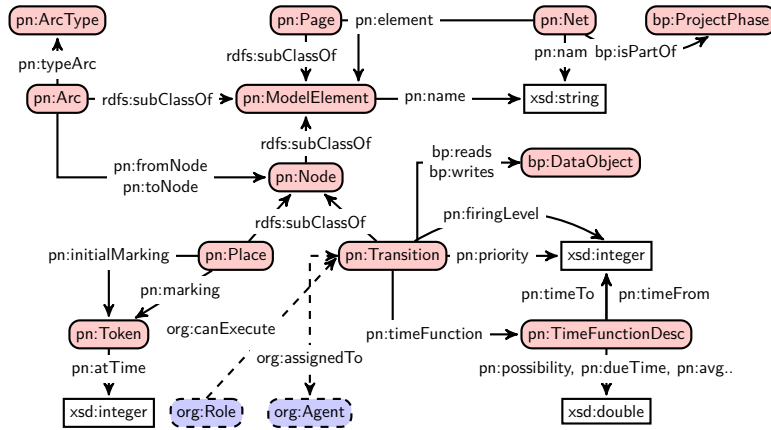 pn:ArcType
pn:Page
pn:element
pn:Net
bp:ProjectPhase
pn:typeArc
rdfs:subClassOf
pn:nam
bp:isPartOf
pn:Arc
rdfs:subClassOf
pn:ModelElement
pn:name
xsd:string
rdfs:subClassOf
pn:fromNode
pn:toNode
pn:Node
bp:reads
bp:writes
bp:DataObject
rdfs:subClassOf
pn:firingLevel
pn:initialMarking
pn:Place
pn:Transition
pn:priority
xsd:integer
pn:marking
pn:timeTo
pn:timeFrom
pn:Token
org:canExecute
pn:timeFunction
pn:TimeFunctionDesc
pn:atTime
org:assignedTo
pn:possibility, pn:dueTime, pn:avg..
xsd:integer
org:Role
org:Agent
xsd:double